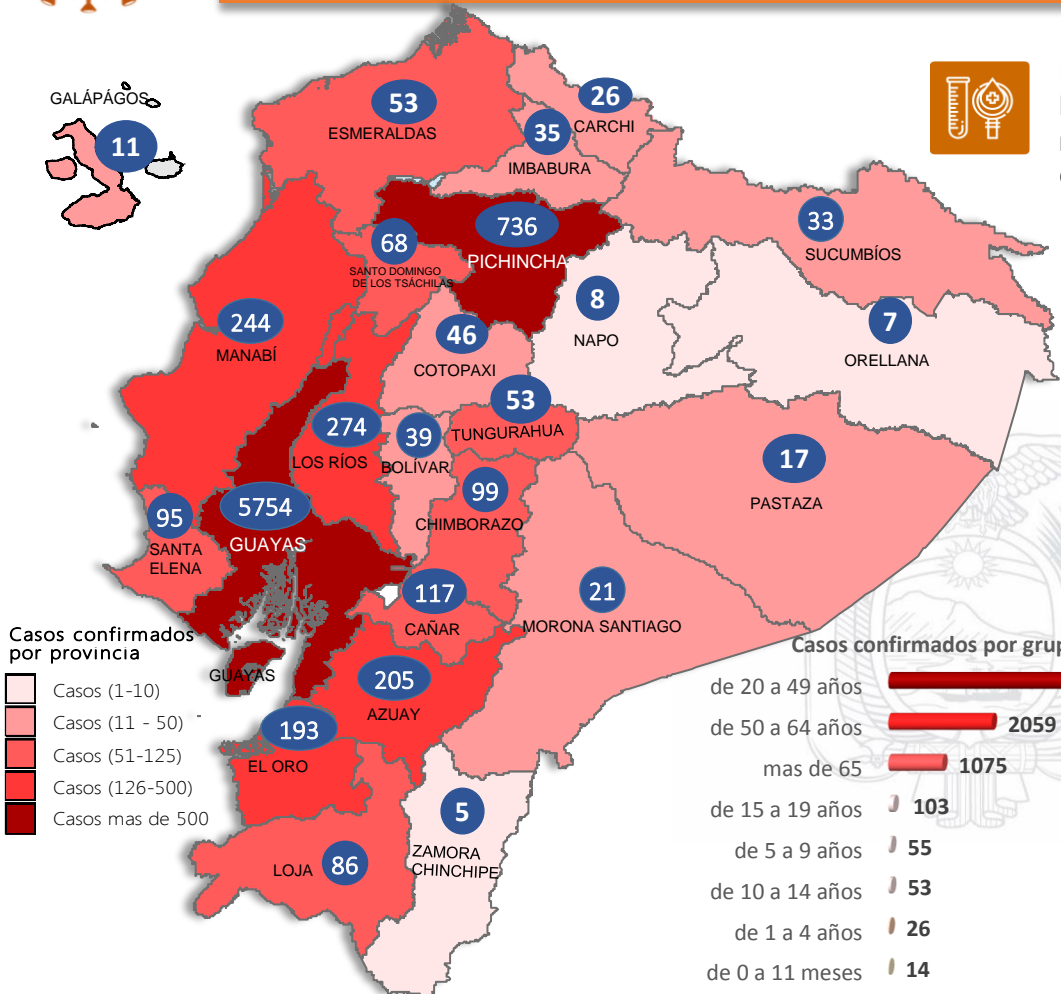 GALÁPAGOS
11
53
ESMERALDAS
26
CARCHI
35
IMBABURA
736
PICHINCHA
33
SUCUMBÍOS
68
SANTO DOMINGO
DE LOS TSÁCHILAS
8
NAPO
7
ORELLANA
244
MANABÍ
46
COTOPAXI
53
TUNGURAHUA
274
LOS RÍOS
39
BOLÍVAR
17
PASTAZA
99
CHIMBORAZO
5754
GUAYAS
95
SANTA
ELENA
117
CAÑAR
21
MORONA SANTIAGO
GUAYAS
205
AZUAY
193
EL ORO
5
ZAMORA
CHINCHIPE
LOJA 86
Casos confirmados
por provincia
Casos (1-10)
Casos (11 - 50)
Casos (51-125)
Casos (126-500)
Casos mas de 500
Casos confirmados por grup
de 20 a 49 años
de 50 a 64 años 2059
mas de 65 1075
de 15 a 19 años 103
de 5 a 9 años 55
de 10 a 14 años 53
de 1 a 4 años 26
de 0 a 11 meses 14